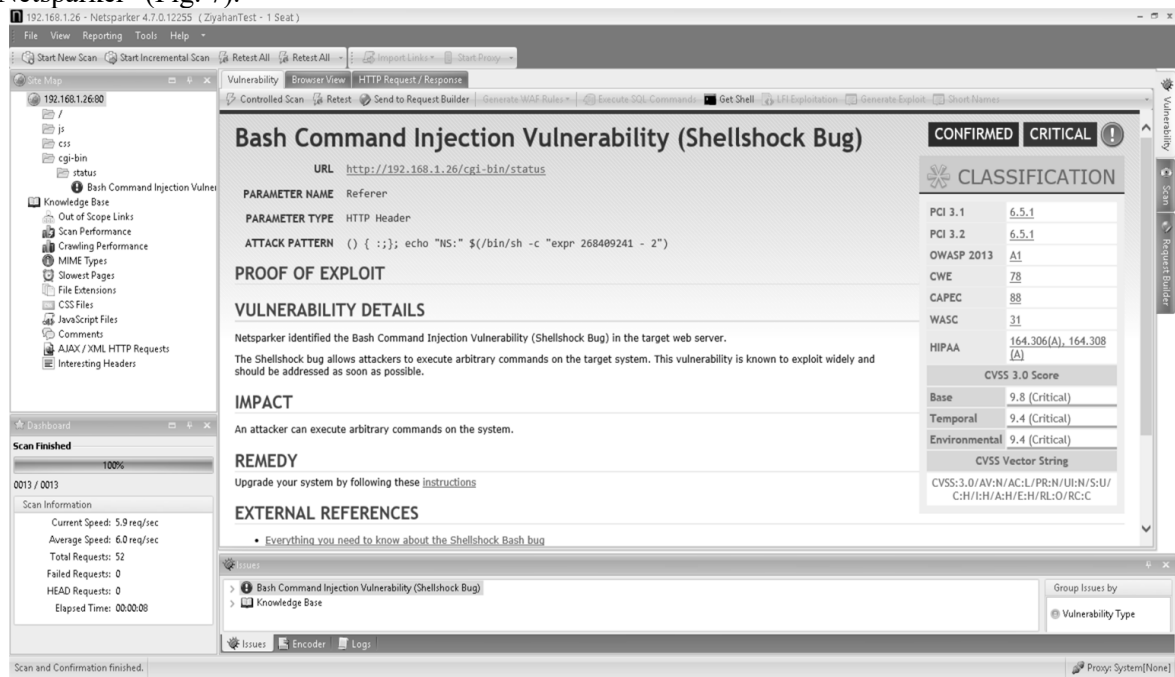 Netsparker" (Fig. 7).
192.168.1.26 - Netsparker 4.7.0.12255 (ZiyahanTest - 1 Seat)
File View Reporting Tools Help
Start New Scan Start Incremental Scan Retest All Retest All Import Links Start Proxy
Site Map
192.168.1.26:80
/
js
css
cgi-bin
status
Bash Command Injection Vulner
Knowledge Base
Out of Scope Links
Scan Performance
Crawling Performance
MIME Types
Slowest Pages
File Extensions
CSS Files
JavaScript Files
Comments
AJAX / XML HTTP Requests
Interesting Headers
Dashboard
Scan Finished
100%
0013 / 0013
Scan Information
Current Speed: 5.9 req/sec
Average Speed: 6.0 req/sec
Total Requests: 52
Failed Requests: 0
HEAD Requests: 0
Elapsed Time: 00:00:08
Vulnerability Browser View HTTP Request / Response
Controlled Scan Retest Send to Request Builder Generate WAF Rules Execute SQL Commands Get Shell LFI Exploitation Generate Exploit Short Names
Bash Command Injection Vulnerability (Shellshock Bug)
URL http://192.168.1.26/cgi-bin/status
PARAMETER NAME Referer
PARAMETER TYPE HTTP Header
ATTACK PATTERN () { :;}; echo "NS:" $(/bin/sh -c "expr 268409241 - 2")
PROOF OF EXPLOIT
VULNERABILITY DETAILS
Netsparker identified the Bash Command Injection Vulnerability (Shellshock Bug) in the target web server.
The Shellshock bug allows attackers to execute arbitrary commands on the target system. This vulnerability is known to exploit widely and
should be addressed as soon as possible.
IMPACT
An attacker can execute arbitrary commands on the system.
REMEDY
Upgrade your system by following these instructions
EXTERNAL REFERENCES
• Everything you need to know about the Shellshock Bash bug
CONFIRMED CRITICAL
CLASSIFICATION
PCI 3.1 6.5.1
PCI 3.2 6.5.1
OWASP 2013 A1
CWE 78
CAPEC 88
WASC 31
HIPAA 164.306(A), 164.308
(A)
CVSS 3.0 Score
Base 9.8 (Critical)
Temporal 9.4 (Critical)
Environmental 9.4 (Critical)
CVSS Vector String
CVSS:3.0/AV:N/AC:L/PR:N/UI:N/S:U/
C:H/I:H/A:H/E:H/RL:O/RC:C
Vulnerability
Scan
Request Builder
Issues
Bash Command Injection Vulnerability (Shellshock Bug)
Knowledge Base
Group Issues by
Vulnerability Type
Issues Encoder Logs
Scan and Confirmation finished.
Proxy: System[None]